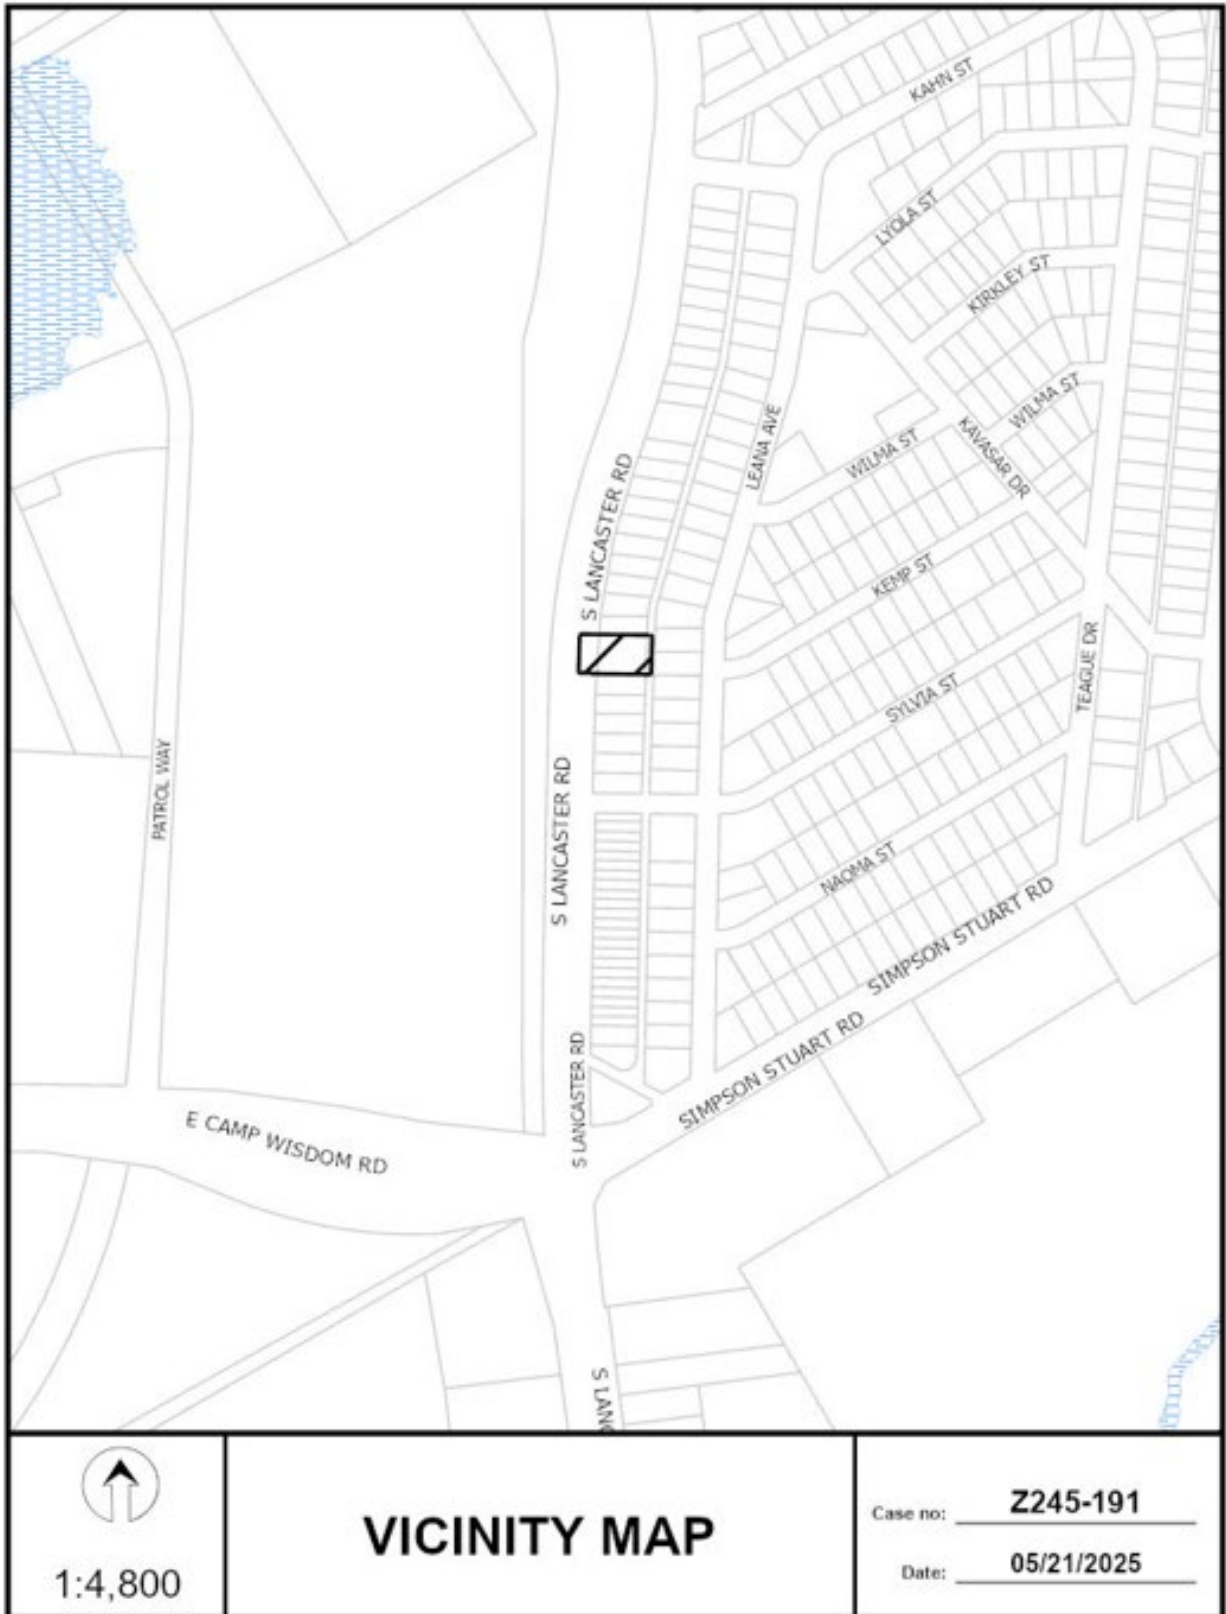 KAHN ST
LYOLA ST
KIRKLEY ST
WILMA ST
LEANA AVE
WILMA ST
KAVASAR DR
S LANCASTER RD
KEMP ST
TEAGUE DR
SYLVIA ST
PATROL WAY
S LANCASTER RD
NAOMA ST
SIMPSON STUART RD
SIMPSON STUART RD
S LANCASTER RD
E CAMP WISDOM RD
S LANC
1:4,800
VICINITY MAP
Case no: Z245-191
Date: 05/21/2025